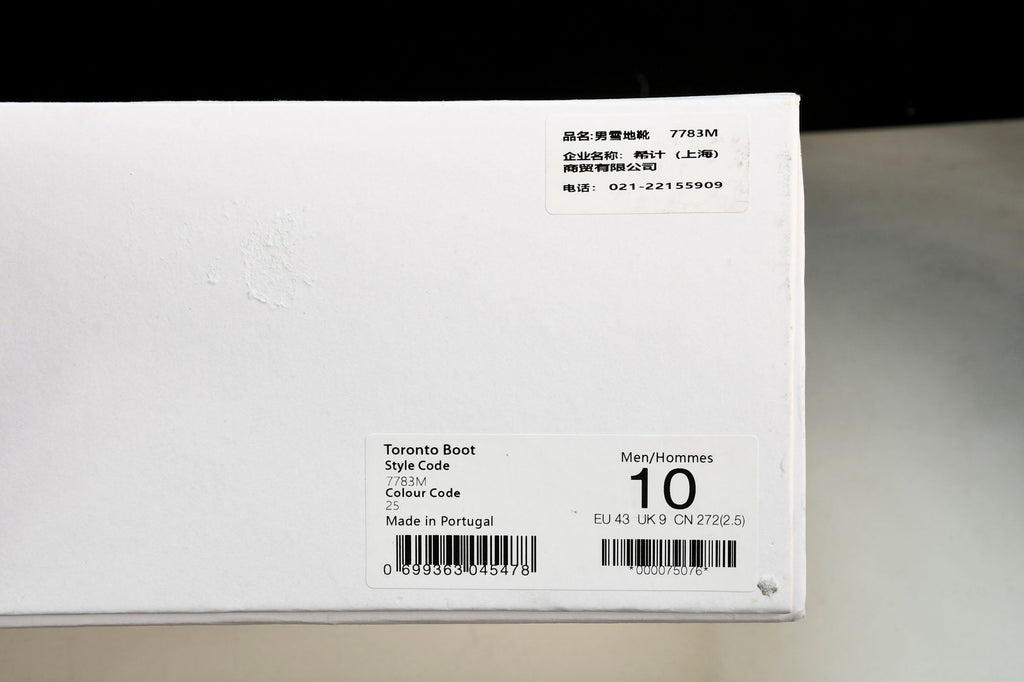 品名:男雪地靴 7783M
企业名称: 希计 (上海)
商贸有限公司
电话: 021-22155909
Toronto Boot
Style Code
7783M
Colour Code
25
Made in Portugal
0 699363 045478
Men/Hommes
10
EU 43 UK 9 CN 272(2.5)
*000075076*